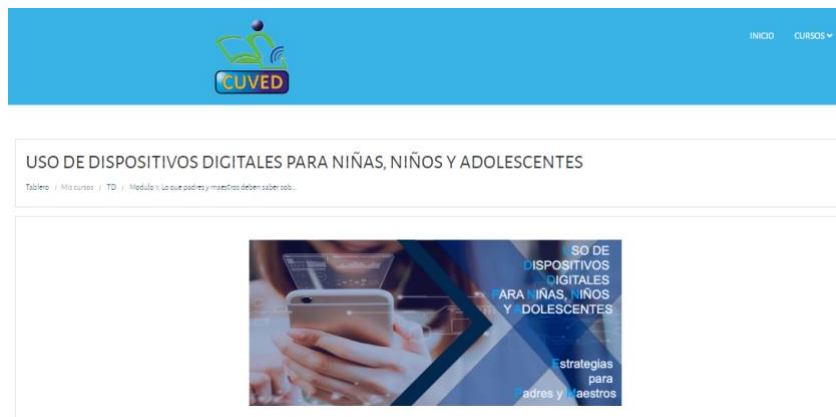 CUVED
INICIO CURSOS
USO DE DISPOSITIVOS DIGITALES PARA NIÑAS, NIÑOS Y ADOLESCENTES
Tablero / Mis cursos / TD / Modulo 1: Lo que padres y maestros deben saber sob...
USO DE
DISPOSITIVOS
DIGITALES
PARA NIÑAS, NIÑOS
Y ADOLESCENTES
Estrategias
para
Padres y Maestros